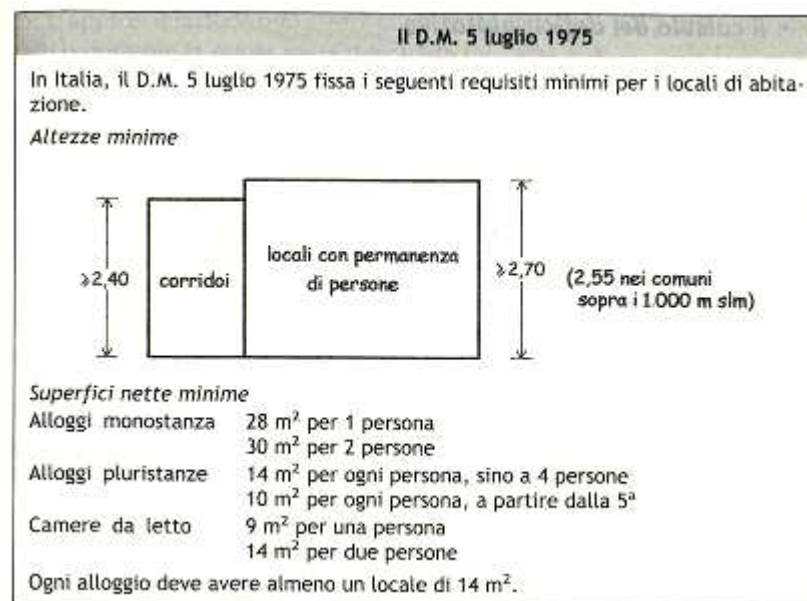 Il D.M. 5 luglio 1975
In Italia, il D.M. 5 luglio 1975 fissa i seguenti requisiti minimi per i locali di abita-
zione.
Altezze minime
≥2,40
corridoi
locali con permanenza
di persone
≥2,70
(2,55 nei comuni
sopra i 1.000 m slm)
Superfici nette minime
Alloggi monostanza 28 m² per 1 persona
30 m² per 2 persone
Alloggi pluristanze 14 m² per ogni persona, sino a 4 persone
10 m² per ogni persona, a partire dalla 5ª
Camere da letto 9 m² per una persona
14 m² per due persone
Ogni alloggio deve avere almeno un locale di 14 m².